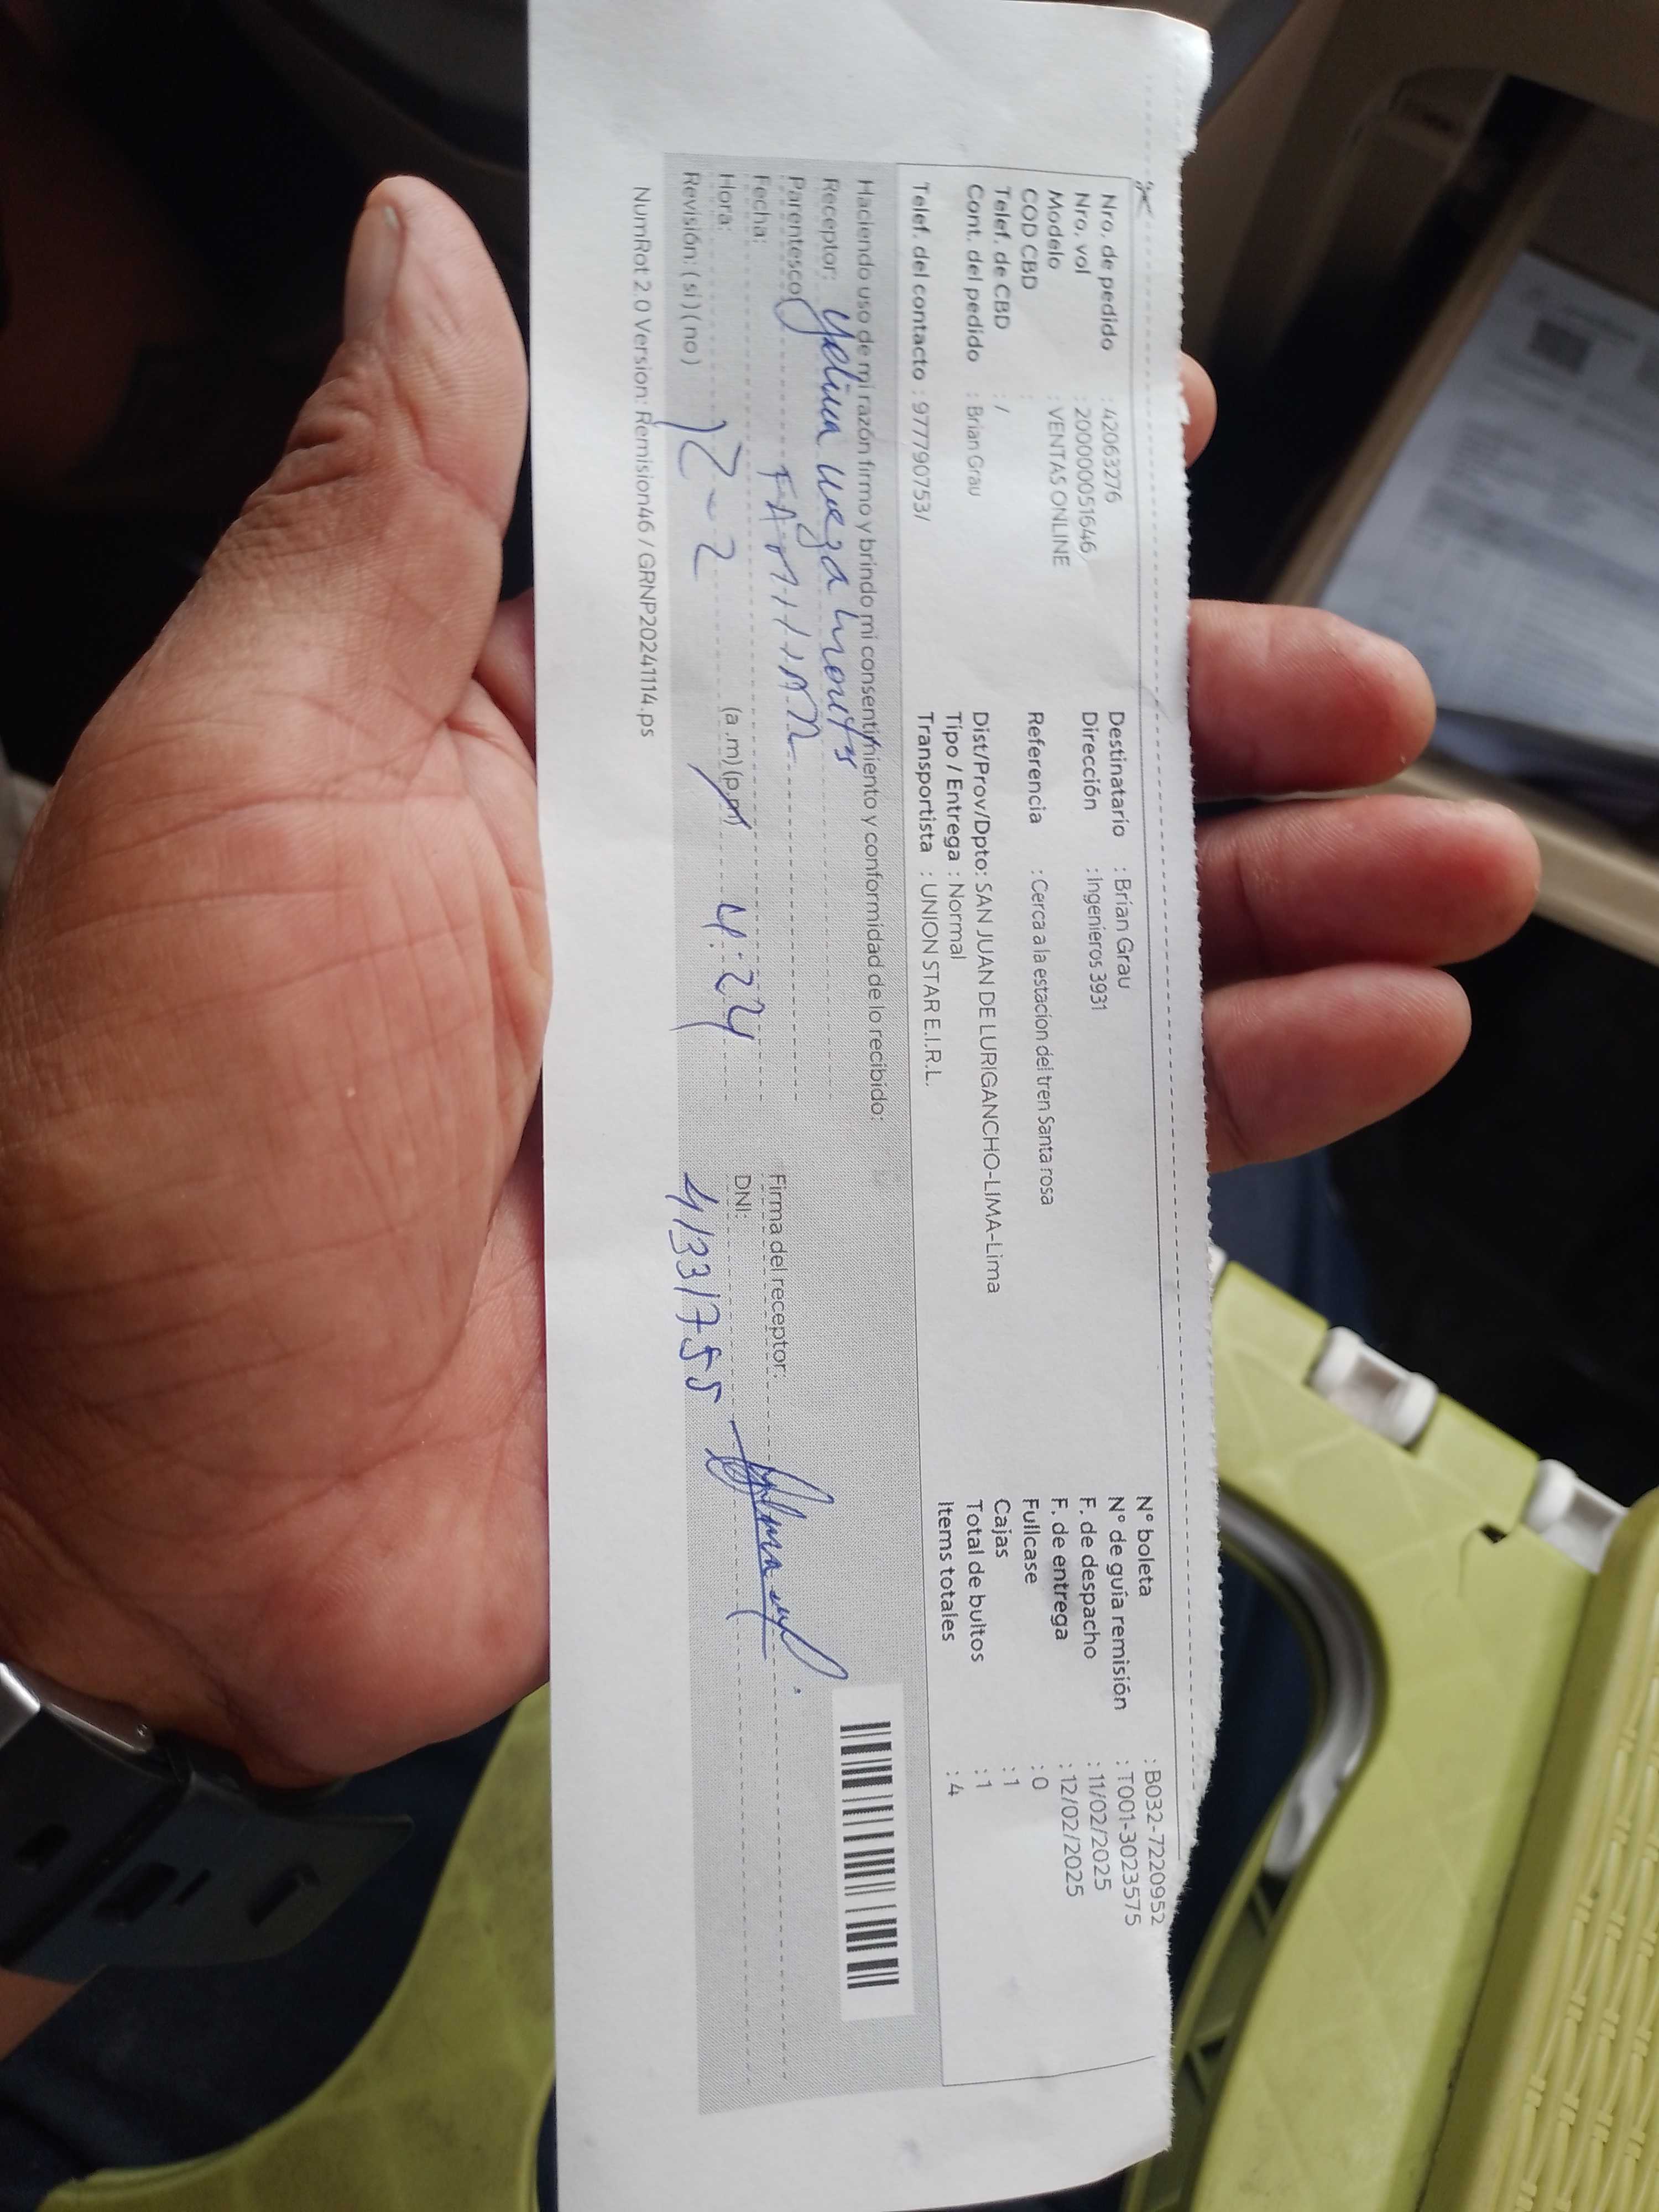 Nro. de pedido : 42063276
Nro. vol : 2000000051646
Modelo : VENTAS ONLINE
COD CBD :
Telef. de CBD : /
Cont. del pedido : Brian Grau
Telef. del contacto : 977790753/
Destinatario : Brian Grau
Dirección : Ingenieros 3931
Referencia : Cerca a la estacion del tren Santa rosa
Dist/Prov/Dpto: SAN JUAN DE LURIGANCHO-LIMA-Lima
Tipo / Entrega : Normal
Transportista : UNION STAR E.I.R.L.
N° boleta : B032-7220952
N° de guía remisión : T001-3023575
F. de despacho : 11/02/2025
F. de entrega : 12/02/2025
Fullcase : 0
Cajas : 1
Total de bultos : 1
Items totales : 4
Haciendo uso de mi razón firmo y brindo mi consentimiento y conformidad de lo recibido:
Receptor:
Parentesco
Fecha: 12-2
Hora: (a.m)(p.m 4:24
Revisión: ( si ) ( no )
Firma del receptor:
DNI: 41331755
NumRot 2.0 Version: Remision46 / GRNP20241114.ps